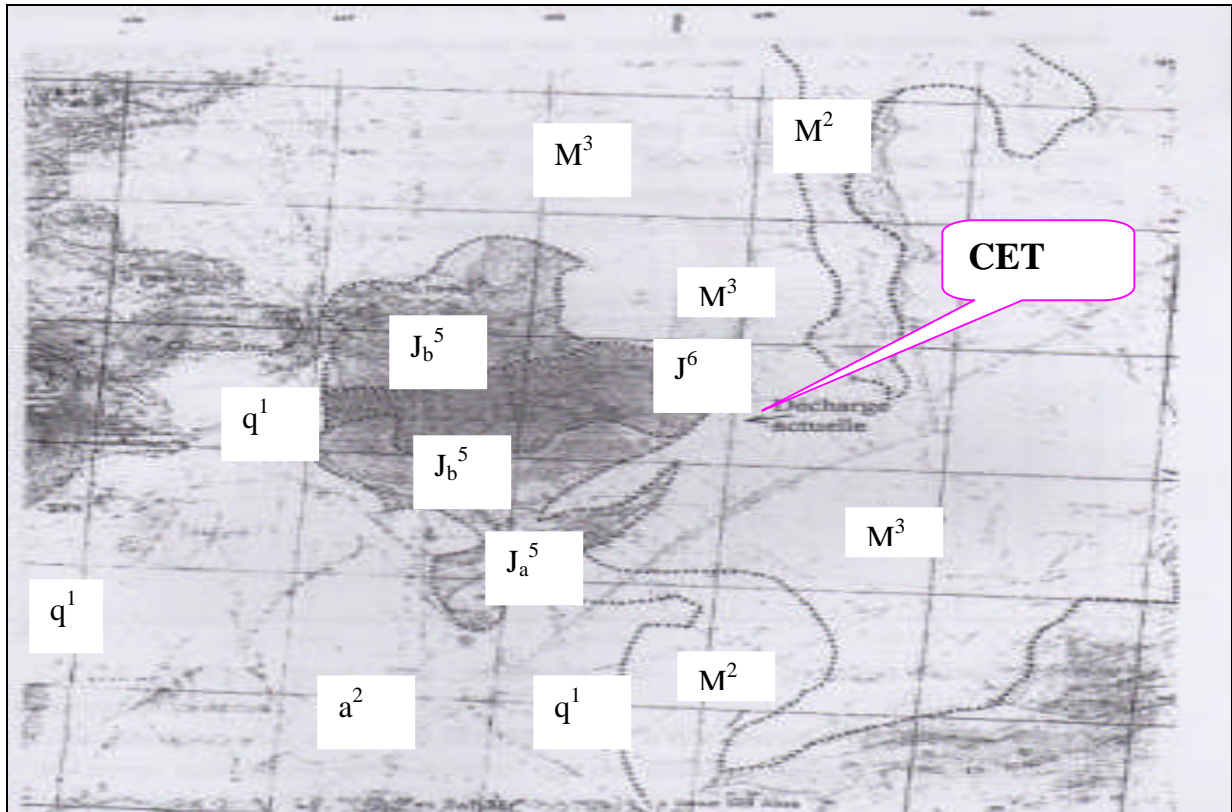 M²
M³
CET
M³
J_b⁵
J⁶
q¹
Décharge
actuelle
J_b⁵
M³
J_a⁵
q¹
M²
a²
q¹